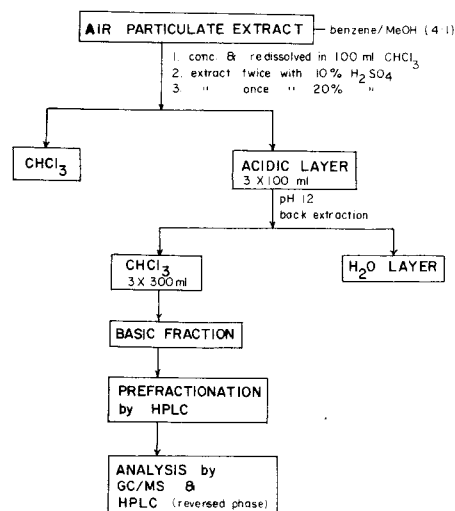 AIR PARTICULATE EXTRACT
benzene/MeOH (4:1)
1. conc. & redissolved in 100 ml CHCl3
2. extract twice with 10% H2SO4
3. " once " 20% "
CHCl3
ACIDIC LAYER
3 X 100 ml
pH 12
back extraction
CHCl3
3 X 300 ml
H2O LAYER
BASIC FRACTION
PREFRACTIONATION
by HPLC
ANALYSIS by
GC/MS &
HPLC (reversed phase)